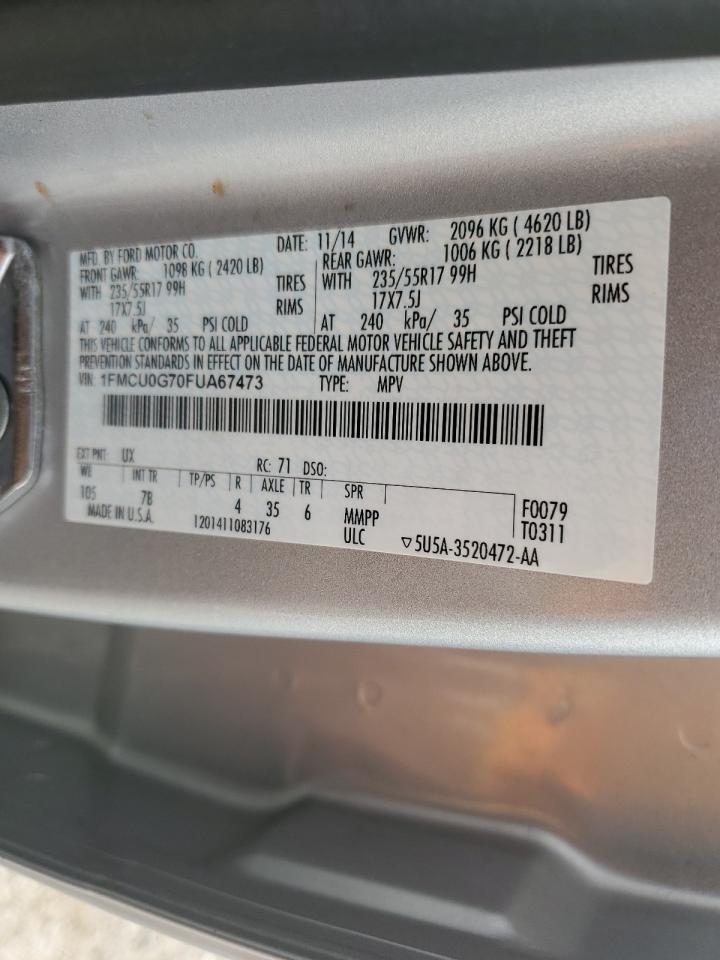 MFD. BY FORD MOTOR CO. DATE: 11/14 GVWR: 2096 KG ( 4620 LB)
FRONT GAWR: 1098 KG ( 2420 LB) REAR GAWR: 1006 KG ( 2218 LB)
WITH 235/55R17 99H TIRES WITH 235/55R17 99H TIRES
17X7.5J RIMS 17X7.5J RIMS
AT 240 kPa/ 35 PSI COLD AT 240 kPa/ 35 PSI COLD
THIS VEHICLE CONFORMS TO ALL APPLICABLE FEDERAL MOTOR VEHICLE SAFETY AND THEFT
PREVENTION STANDARDS IN EFFECT ON THE DATE OF MANUFACTURE SHOWN ABOVE.
VIN: 1FMCU0G70FUA67473 TYPE: MPV
EXT PNT: UX RC: 71 DSO:
WB INT TR TP/PS R AXLE TR SPR
105 7B 4 35 6 MMPP F0079
MADE IN U.S.A. 1201411083176 ULC T0311
▽5U5A-3520472-AA